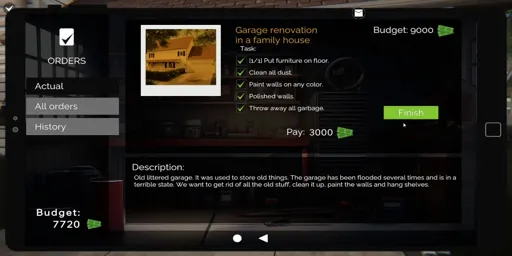 ORDERS
Actual
All orders
History
Budget:
7720
Garage renovation
in a family house
Task:
[1/1] Put furniture on floor.
Clean all dust.
Paint walls on any color.
Polished walls.
Throw away all garbage.
Pay: 3000
Budget: 9000
Finish
Description:
Old littered garage. It was used to store old things. The garage has been flooded several times and is in a
terrible state. We want to get rid of all the old stuff, clean it up, paint the walls and hang shelves.